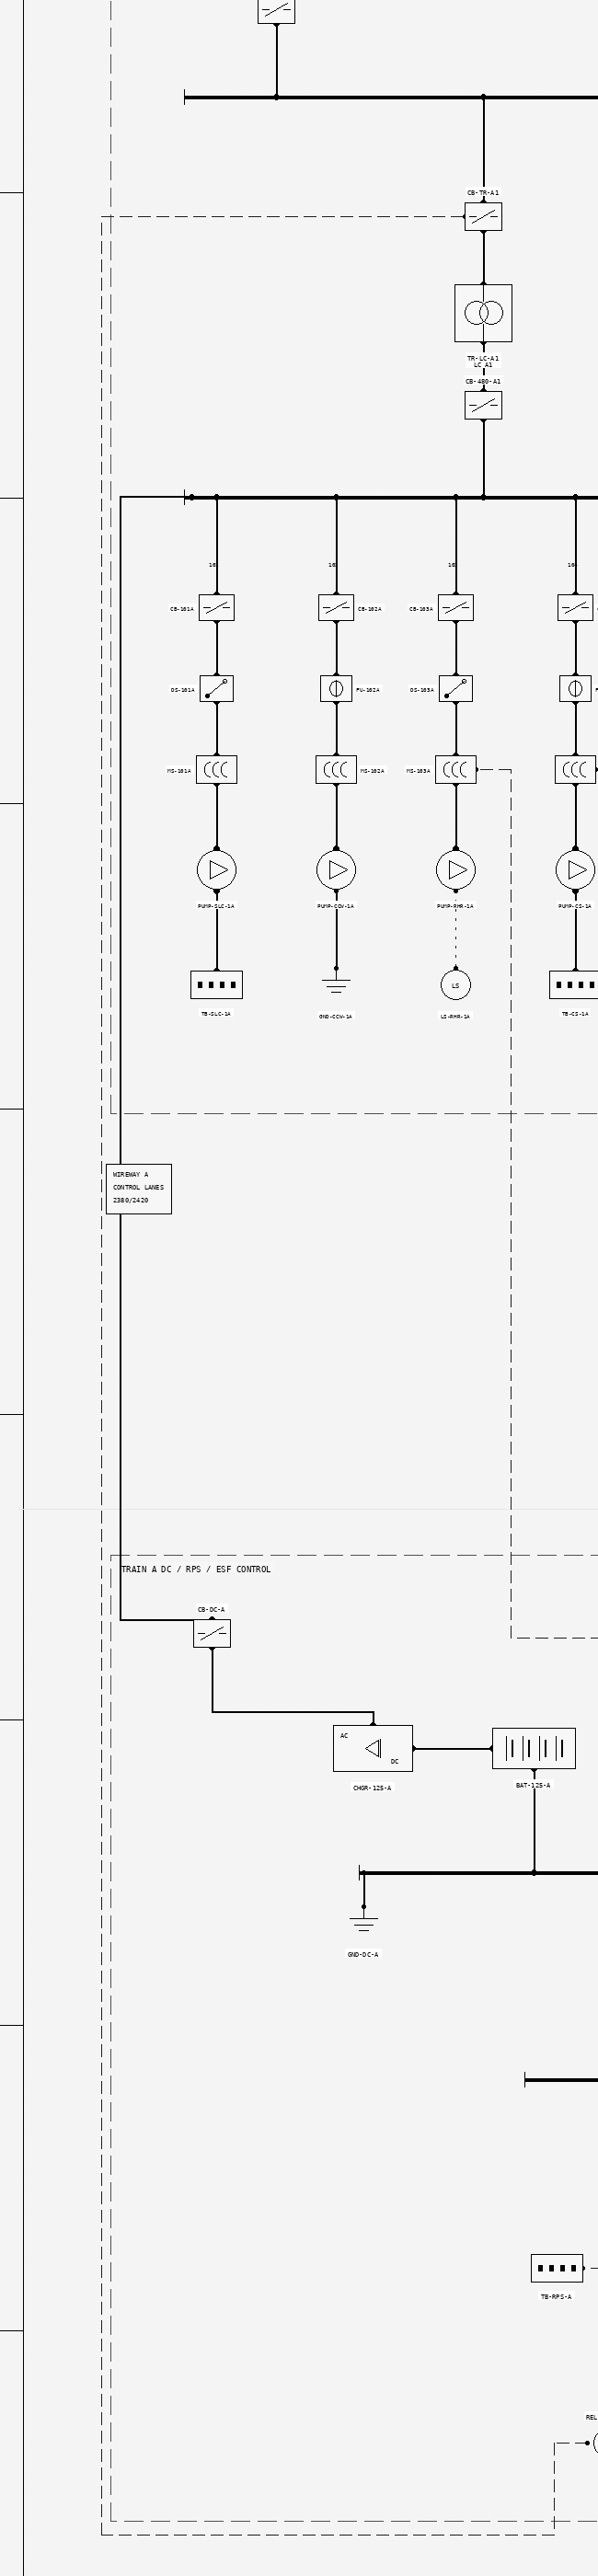 CB-TR-A1
TR-LC-A1
LC A1
CB-480-A1
CB-101A
CB-102A
CB-103A
DS-101A
FU-102A
DS-103A
MS-101A
MS-102A
MS-103A
PUMP-SLC-1A
PUMP-CCW-1A
PUMP-RHR-1A
PUMP-CS-1A
LS
TB-SLC-1A
GND-CCW-1A
LS-RHR-1A
TB-CS-1A
WIREWAY A
CONTROL LANES
2380/2420
TRAIN A DC / RPS / ESF CONTROL
CB-DC-A
AC
DC
CHGR-125-A
BAT-125-A
GND-DC-A
TB-RPS-A
REL